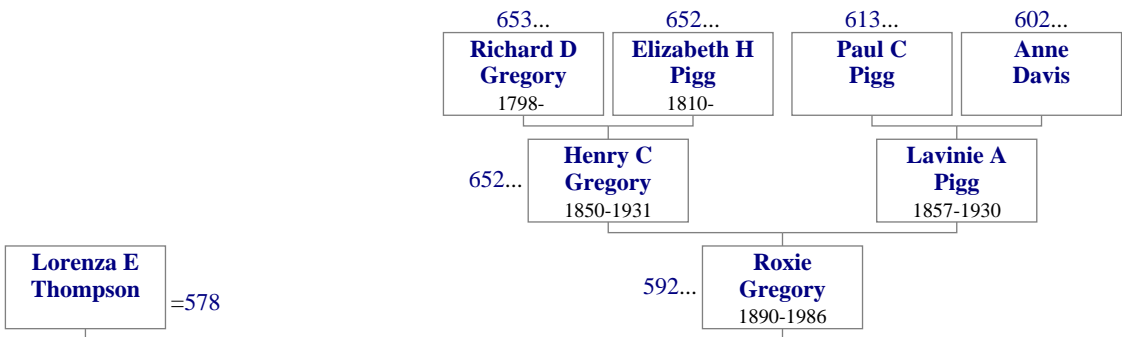 653... 652... 613... 602...
Richard D Elizabeth H Paul C Anne
Gregory Pigg Pigg Davis
1798- 1810-
Henry C Lavinie A
652... Gregory Pigg
1850-1931 1857-1930
Lorenza E Roxie
Thompson =578 592... Gregory
1890-1986